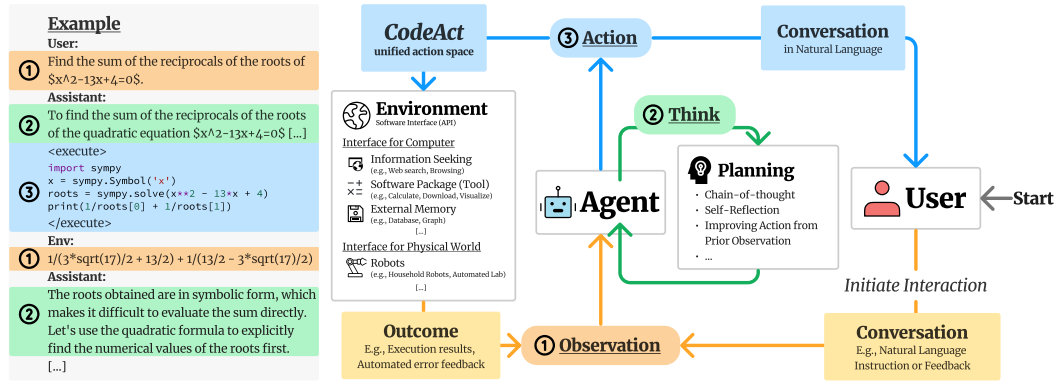 Example
User:
① Find the sum of the reciprocals of the roots of
$x^2-13x+4=0$.
Assistant:
② To find the sum of the reciprocals of the roots
of the quadratic equation $x^2-13x+4=0$ [...]
<execute>
③ import sympy
x = sympy.Symbol('x')
roots = sympy.solve(x**2 - 13*x + 4)
print(1/roots[0] + 1/roots[1])
</execute>
Env:
① 1/(3*sqrt(17)/2 + 13/2) + 1/(13/2 - 3*sqrt(17)/2)
Assistant:
② The roots obtained are in symbolic form, which
makes it difficult to evaluate the sum directly.
Let's use the quadratic formula to explicitly
find the numerical values of the roots first.
[...]
CodeAct
unified action space
③ Action
Conversation
in Natural Language
Environment
Software Interface (API)
Interface for Computer
Information Seeking
(e.g., Web search, Browsing)
Software Package (Tool)
(e.g., Calculate, Download, Visualize)
External Memory
(e.g., Database, Graph)
[...]
Interface for Physical World
Robots
(e.g., Household Robots, Automated Lab)
[...]
② Think
Agent
Planning
• Chain-of-thought
• Self-Reflection
• Improving Action from
Prior Observation
• ...
User
Start
Initiate Interaction
Outcome
E.g., Execution results,
Automated error feedback
① Observation
Conversation
E.g., Natural Language
Instruction or Feedback